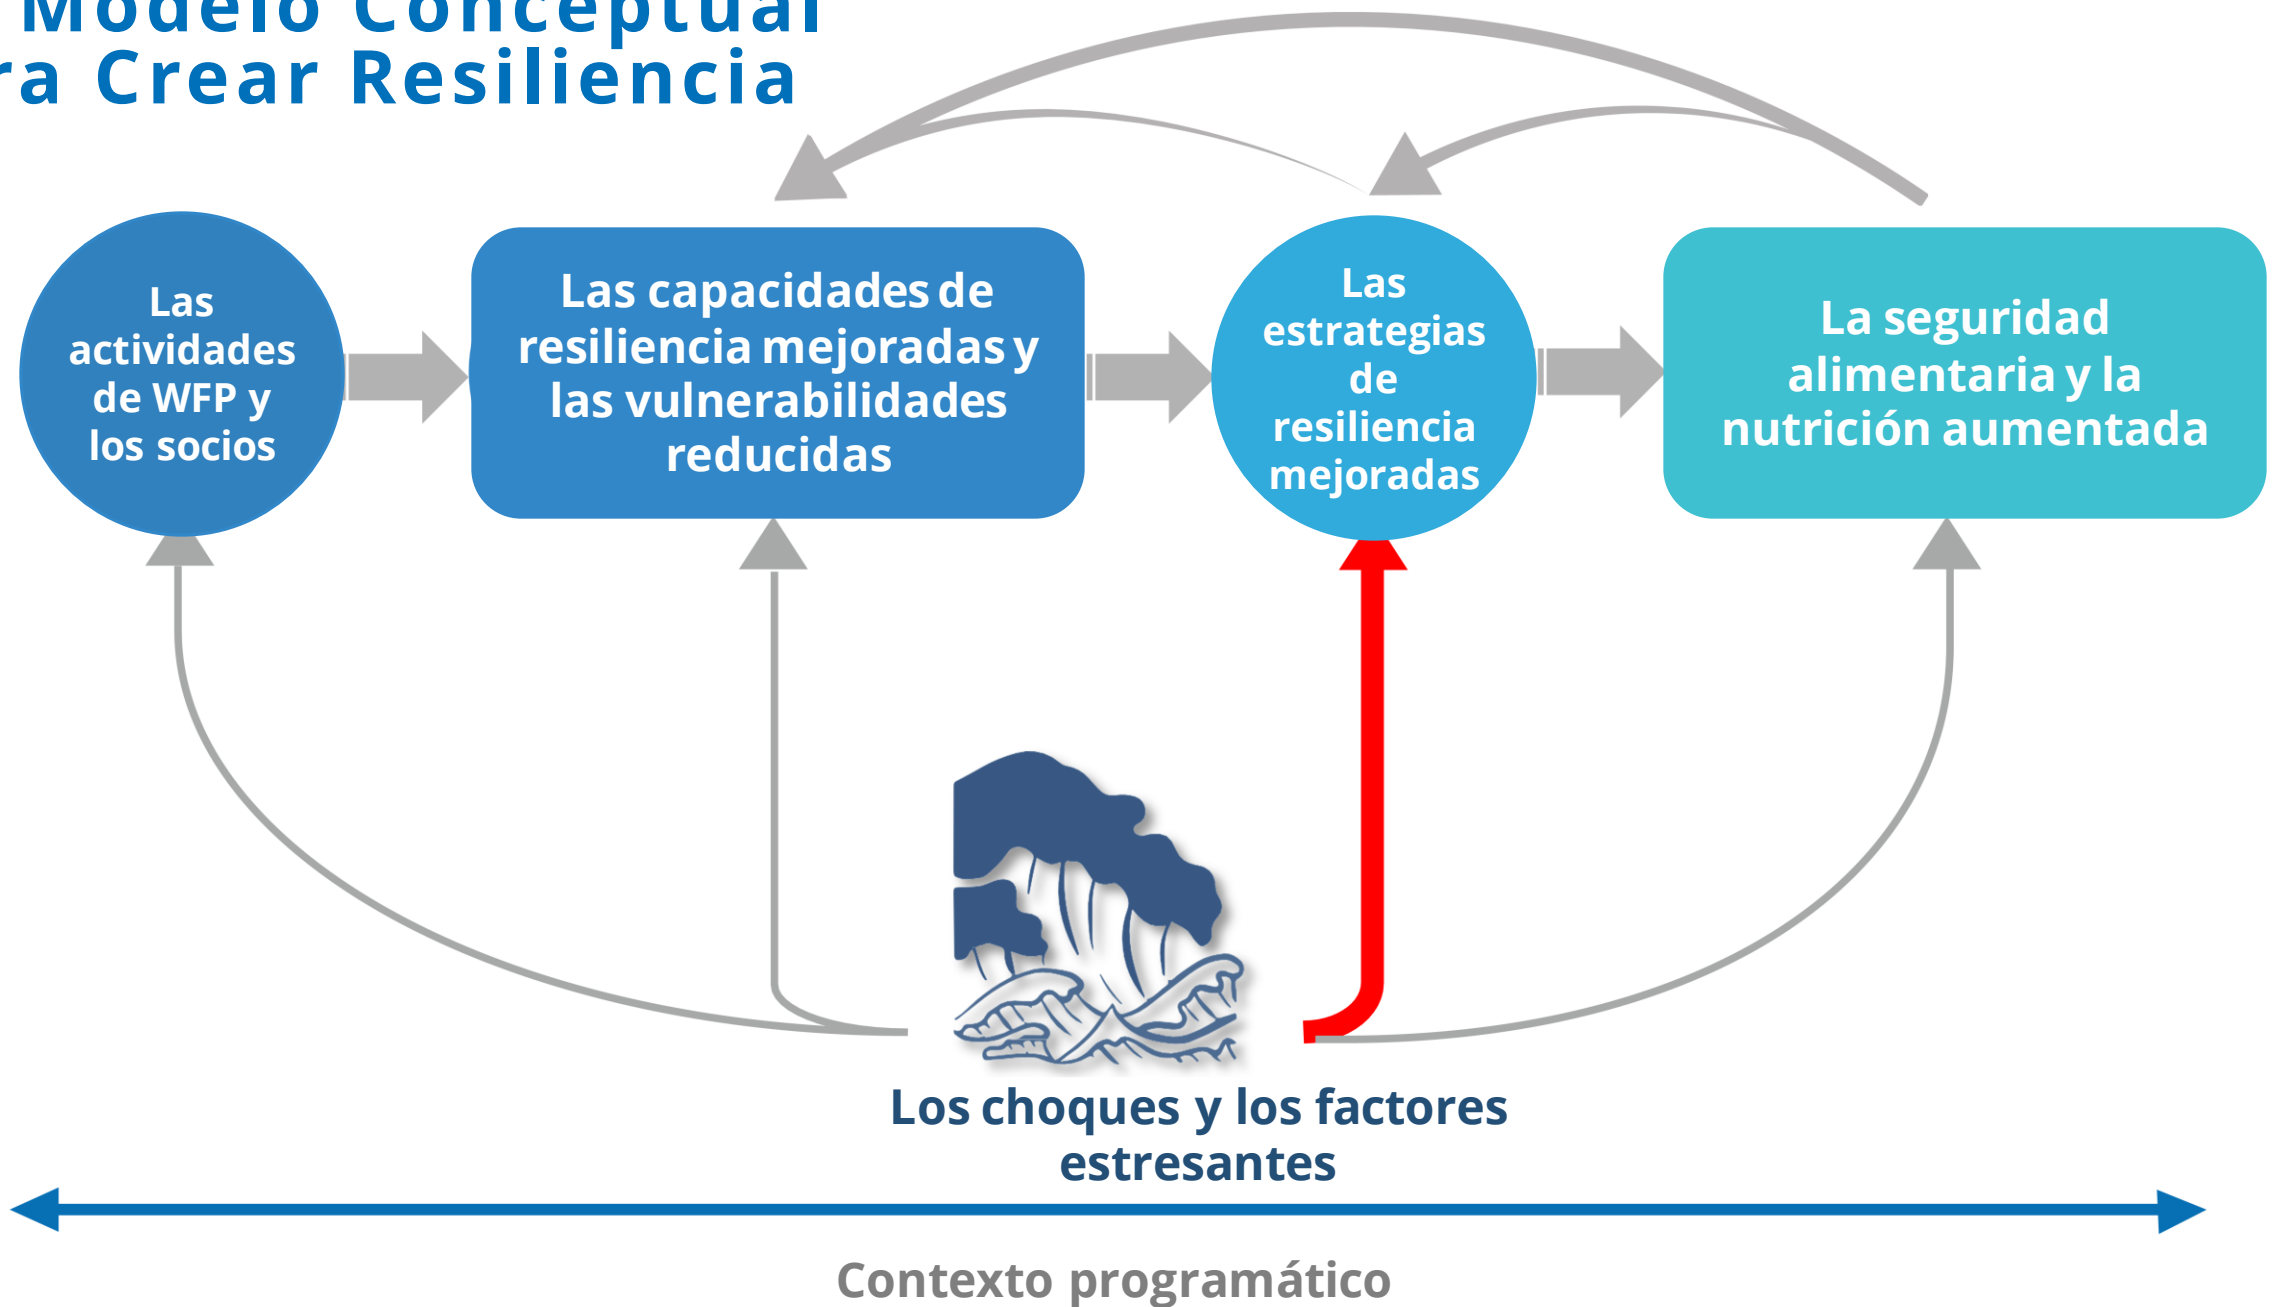 Modelo Conceptual
ra Crear Resiliencia
Las
actividades
de WFP y
los socios
Las capacidades de
resiliencia mejoradas y
las vulnerabilidades
reducidas
Las
estrategias
de
resiliencia
mejoradas
La seguridad
alimentaria y la
nutrición aumentada
Los choques y los factores
estresantes
Contexto programático